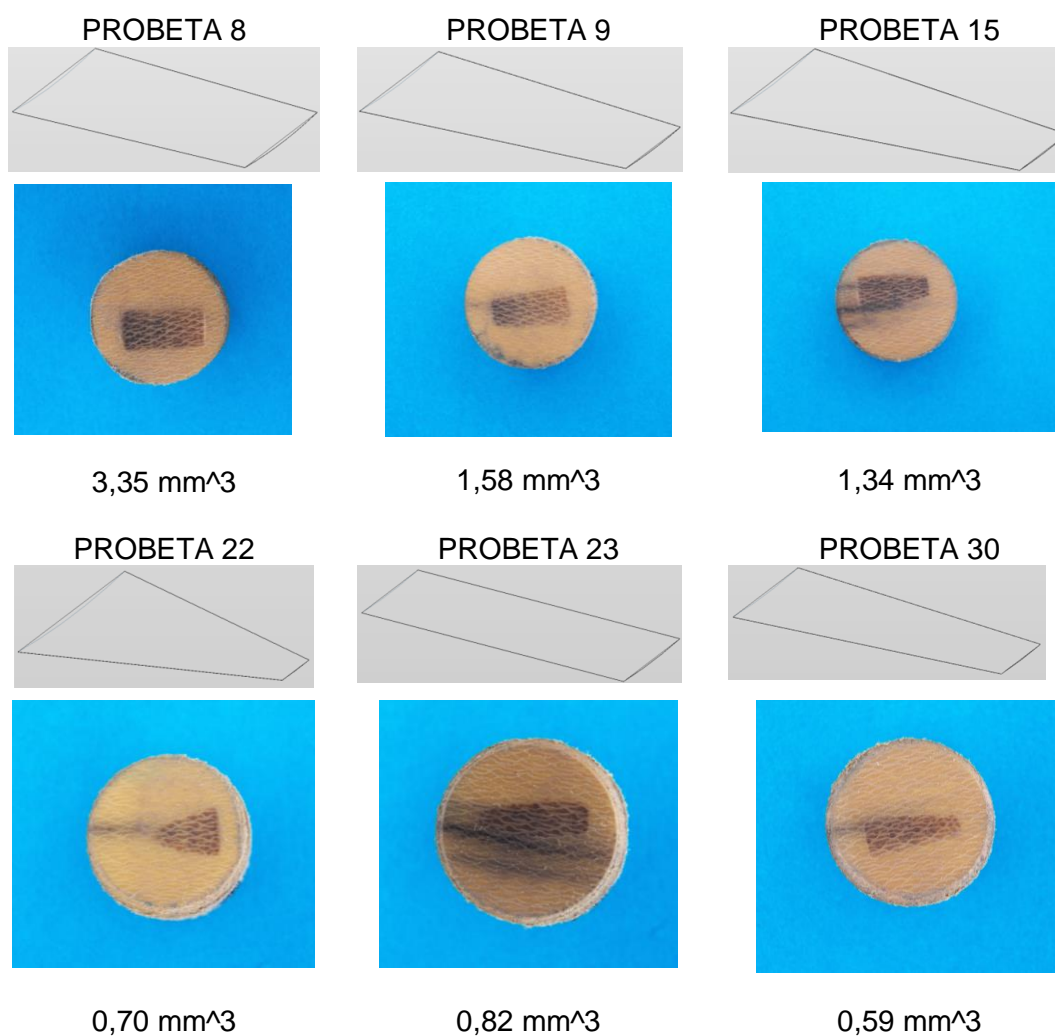 PROBETA 8 PROBETA 9 PROBETA 15
3,35 mm^3 1,58 mm^3 1,34 mm^3
PROBETA 22 PROBETA 23 PROBETA 30
0,70 mm^3 0,82 mm^3 0,59 mm^3